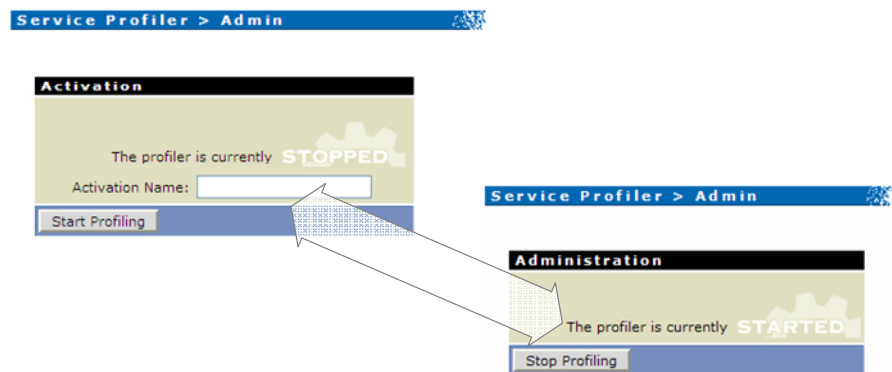 Service Profiler > Admin
Activation
The profiler is currently STOPPED
Activation Name:
Start Profiling
Service Profiler > Admin
Administration
The profiler is currently STARTED
Stop Profiling